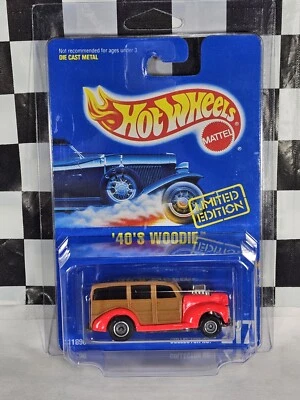 Not recommended for ages under 3
DIE CAST METAL
Hot Wheels
MATTEL
LIMITED
EDITION
'40'S WOODIE